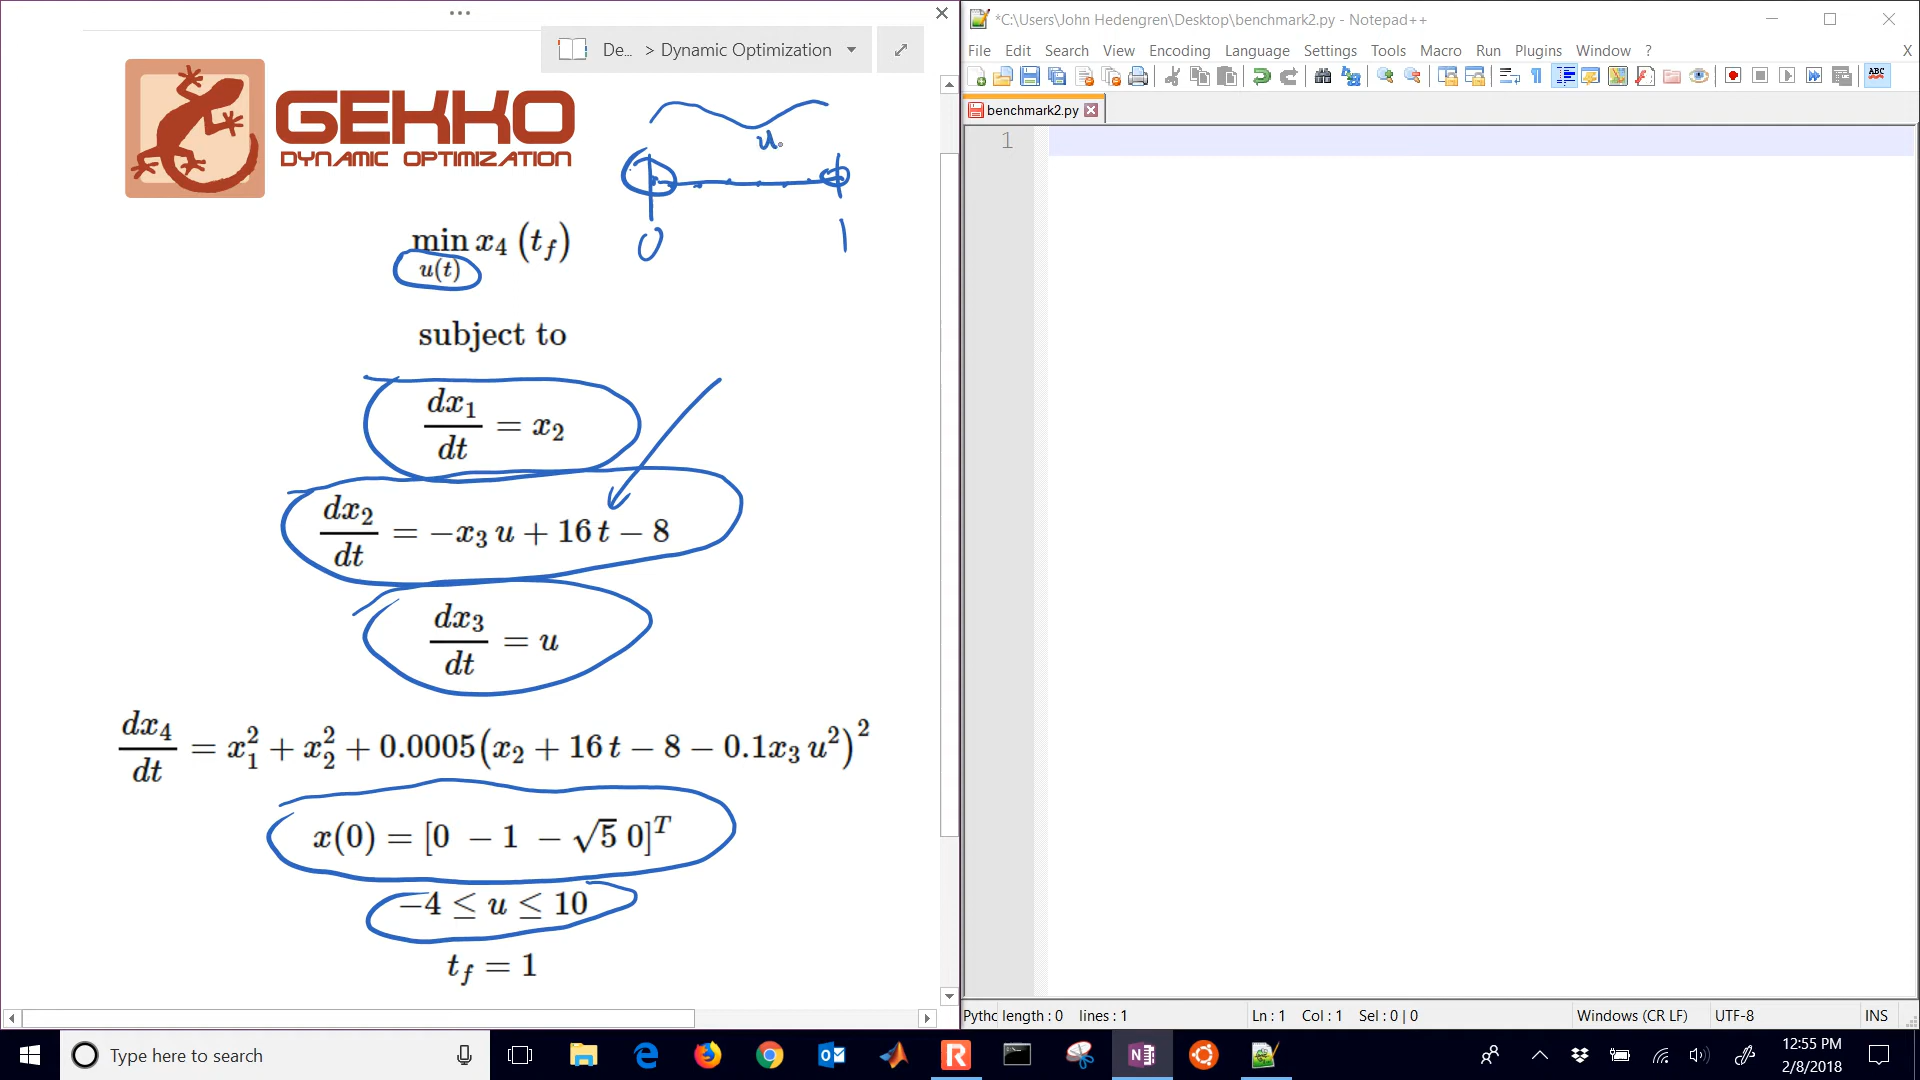 De... > Dynamic Optimization
GEKKO
DYNAMIC OPTIMIZATION
u
0 1
min x₄ (t_f)
u(t)
subject to
dx₁/dt = x₂
dx₂/dt = −x₃ u + 16 t − 8
dx₃/dt = u
dx₄/dt = x₁² + x₂² + 0.0005(x₂ + 16 t − 8 − 0.1x₃ u²)²
x(0) = [0 −1 −√5 0]ᵀ
−4 ≤ u ≤ 10
t_f = 1
*C:\Users\John Hedengren\Desktop\benchmark2.py - Notepad++
File Edit Search View Encoding Language Settings Tools Macro Run Plugins Window ? X
ABC
benchmark2.py
1
Pythc length : 0 lines : 1 Ln : 1 Col : 1 Sel : 0 | 0 Windows (CR LF) UTF-8 INS
Type here to search
12:55 PM
2/8/2018